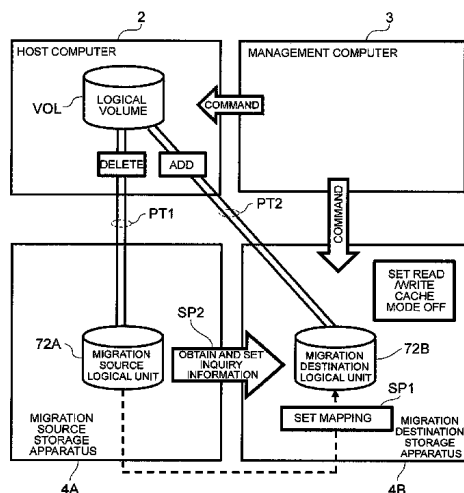 2
3
HOST COMPUTER
MANAGEMENT COMPUTER
VOL
LOGICAL
VOLUME
COMMAND
DELETE
ADD
PT1
PT2
COMMAND
SET READ
/WRITE
CACHE
MODE OFF
SP2
72A
MIGRATION
SOURCE
LOGICAL UNIT
OBTAIN AND SET
INQUIRY
INFORMATION
MIGRATION
DESTINATION
LOGICAL UNIT
72B
SP1
SET MAPPING
MIGRATION
SOURCE
STORAGE
APPARATUS
MIGRATION
DESTINATION
STORAGE
APPARATUS
4A
4B